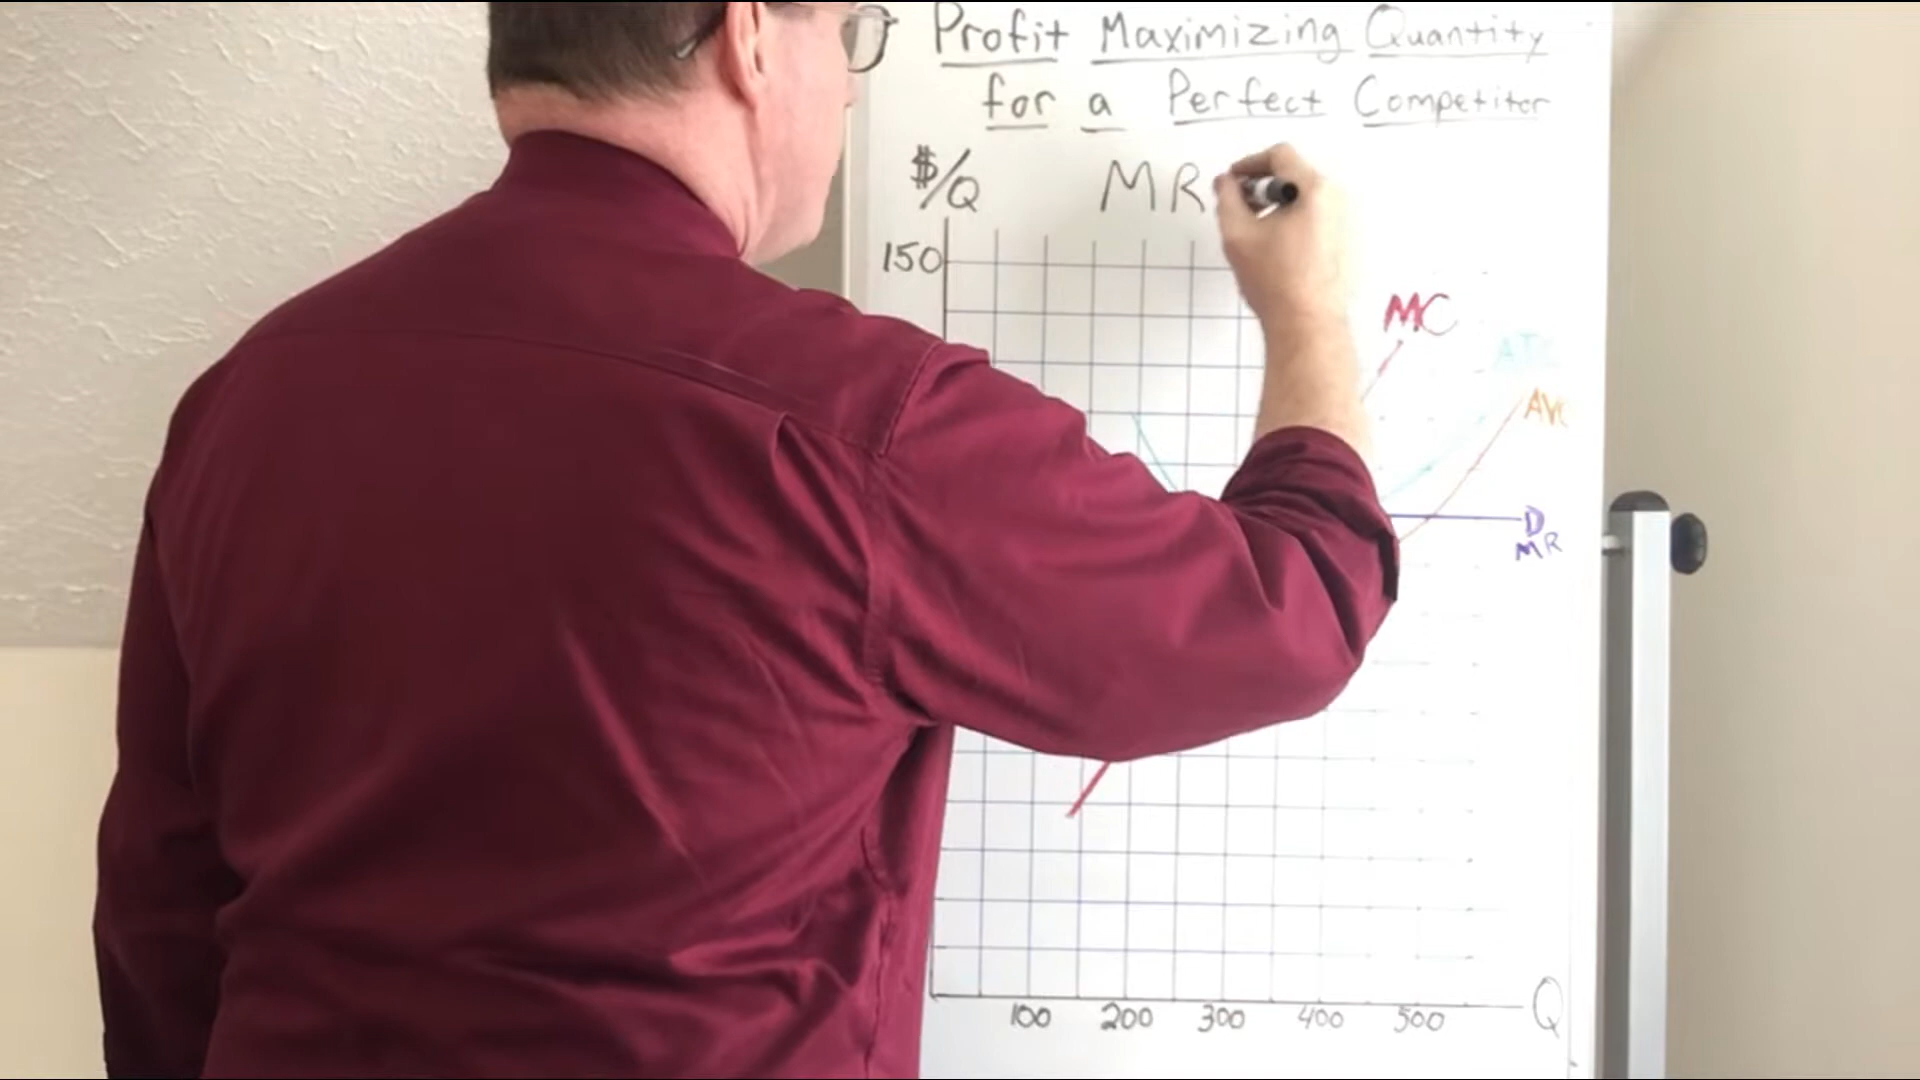 Profit Maximizing Quantity
for a Perfect Competitor
$/Q
MR
150
MC
ATC
AVC
D
MR
100 200 300 400 500
Q